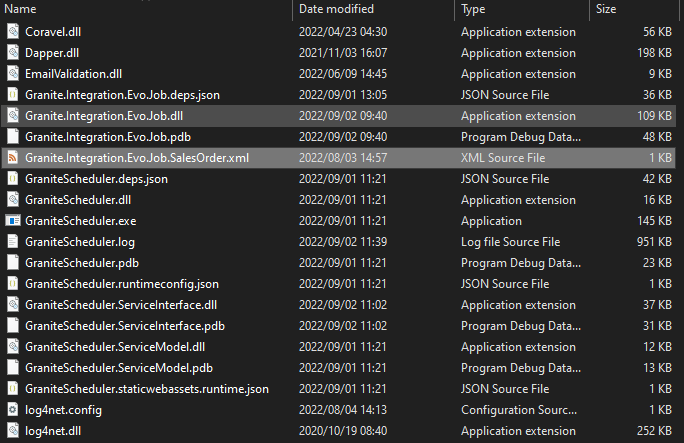 Name Date modified Type Size
Coravel.dll 2022/04/23 04:30 Application extension 56 KB
Dapper.dll 2021/11/03 16:07 Application extension 198 KB
EmailValidation.dll 2022/06/09 14:45 Application extension 9 KB
Granite.Integration.Evo.Job.deps.json 2022/09/01 13:05 JSON Source File 36 KB
Granite.Integration.Evo.Job.dll 2022/09/02 09:40 Application extension 109 KB
Granite.Integration.Evo.Job.pdb 2022/09/02 09:40 Program Debug Data... 48 KB
Granite.Integration.Evo.Job.SalesOrder.xml 2022/08/03 14:57 XML Source File 1 KB
GraniteScheduler.deps.json 2022/09/01 11:21 JSON Source File 42 KB
GraniteScheduler.dll 2022/09/01 11:21 Application extension 16 KB
GraniteScheduler.exe 2022/09/01 11:21 Application 145 KB
GraniteScheduler.log 2022/09/02 11:39 Log file Source File 951 KB
GraniteScheduler.pdb 2022/09/01 11:21 Program Debug Data... 23 KB
GraniteScheduler.runtimeconfig.json 2022/09/01 11:21 JSON Source File 1 KB
GraniteScheduler.ServiceInterface.dll 2022/09/02 11:02 Application extension 37 KB
GraniteScheduler.ServiceInterface.pdb 2022/09/02 11:02 Program Debug Data... 31 KB
GraniteScheduler.ServiceModel.dll 2022/09/01 11:21 Application extension 12 KB
GraniteScheduler.ServiceModel.pdb 2022/09/01 11:21 Program Debug Data... 13 KB
GraniteScheduler.staticwebassets.runtime.json 2022/09/01 11:21 JSON Source File 1 KB
log4net.config 2022/08/04 14:13 Configuration Sourc... 1 KB
log4net.dll 2020/10/19 08:40 Application extension 252 KB